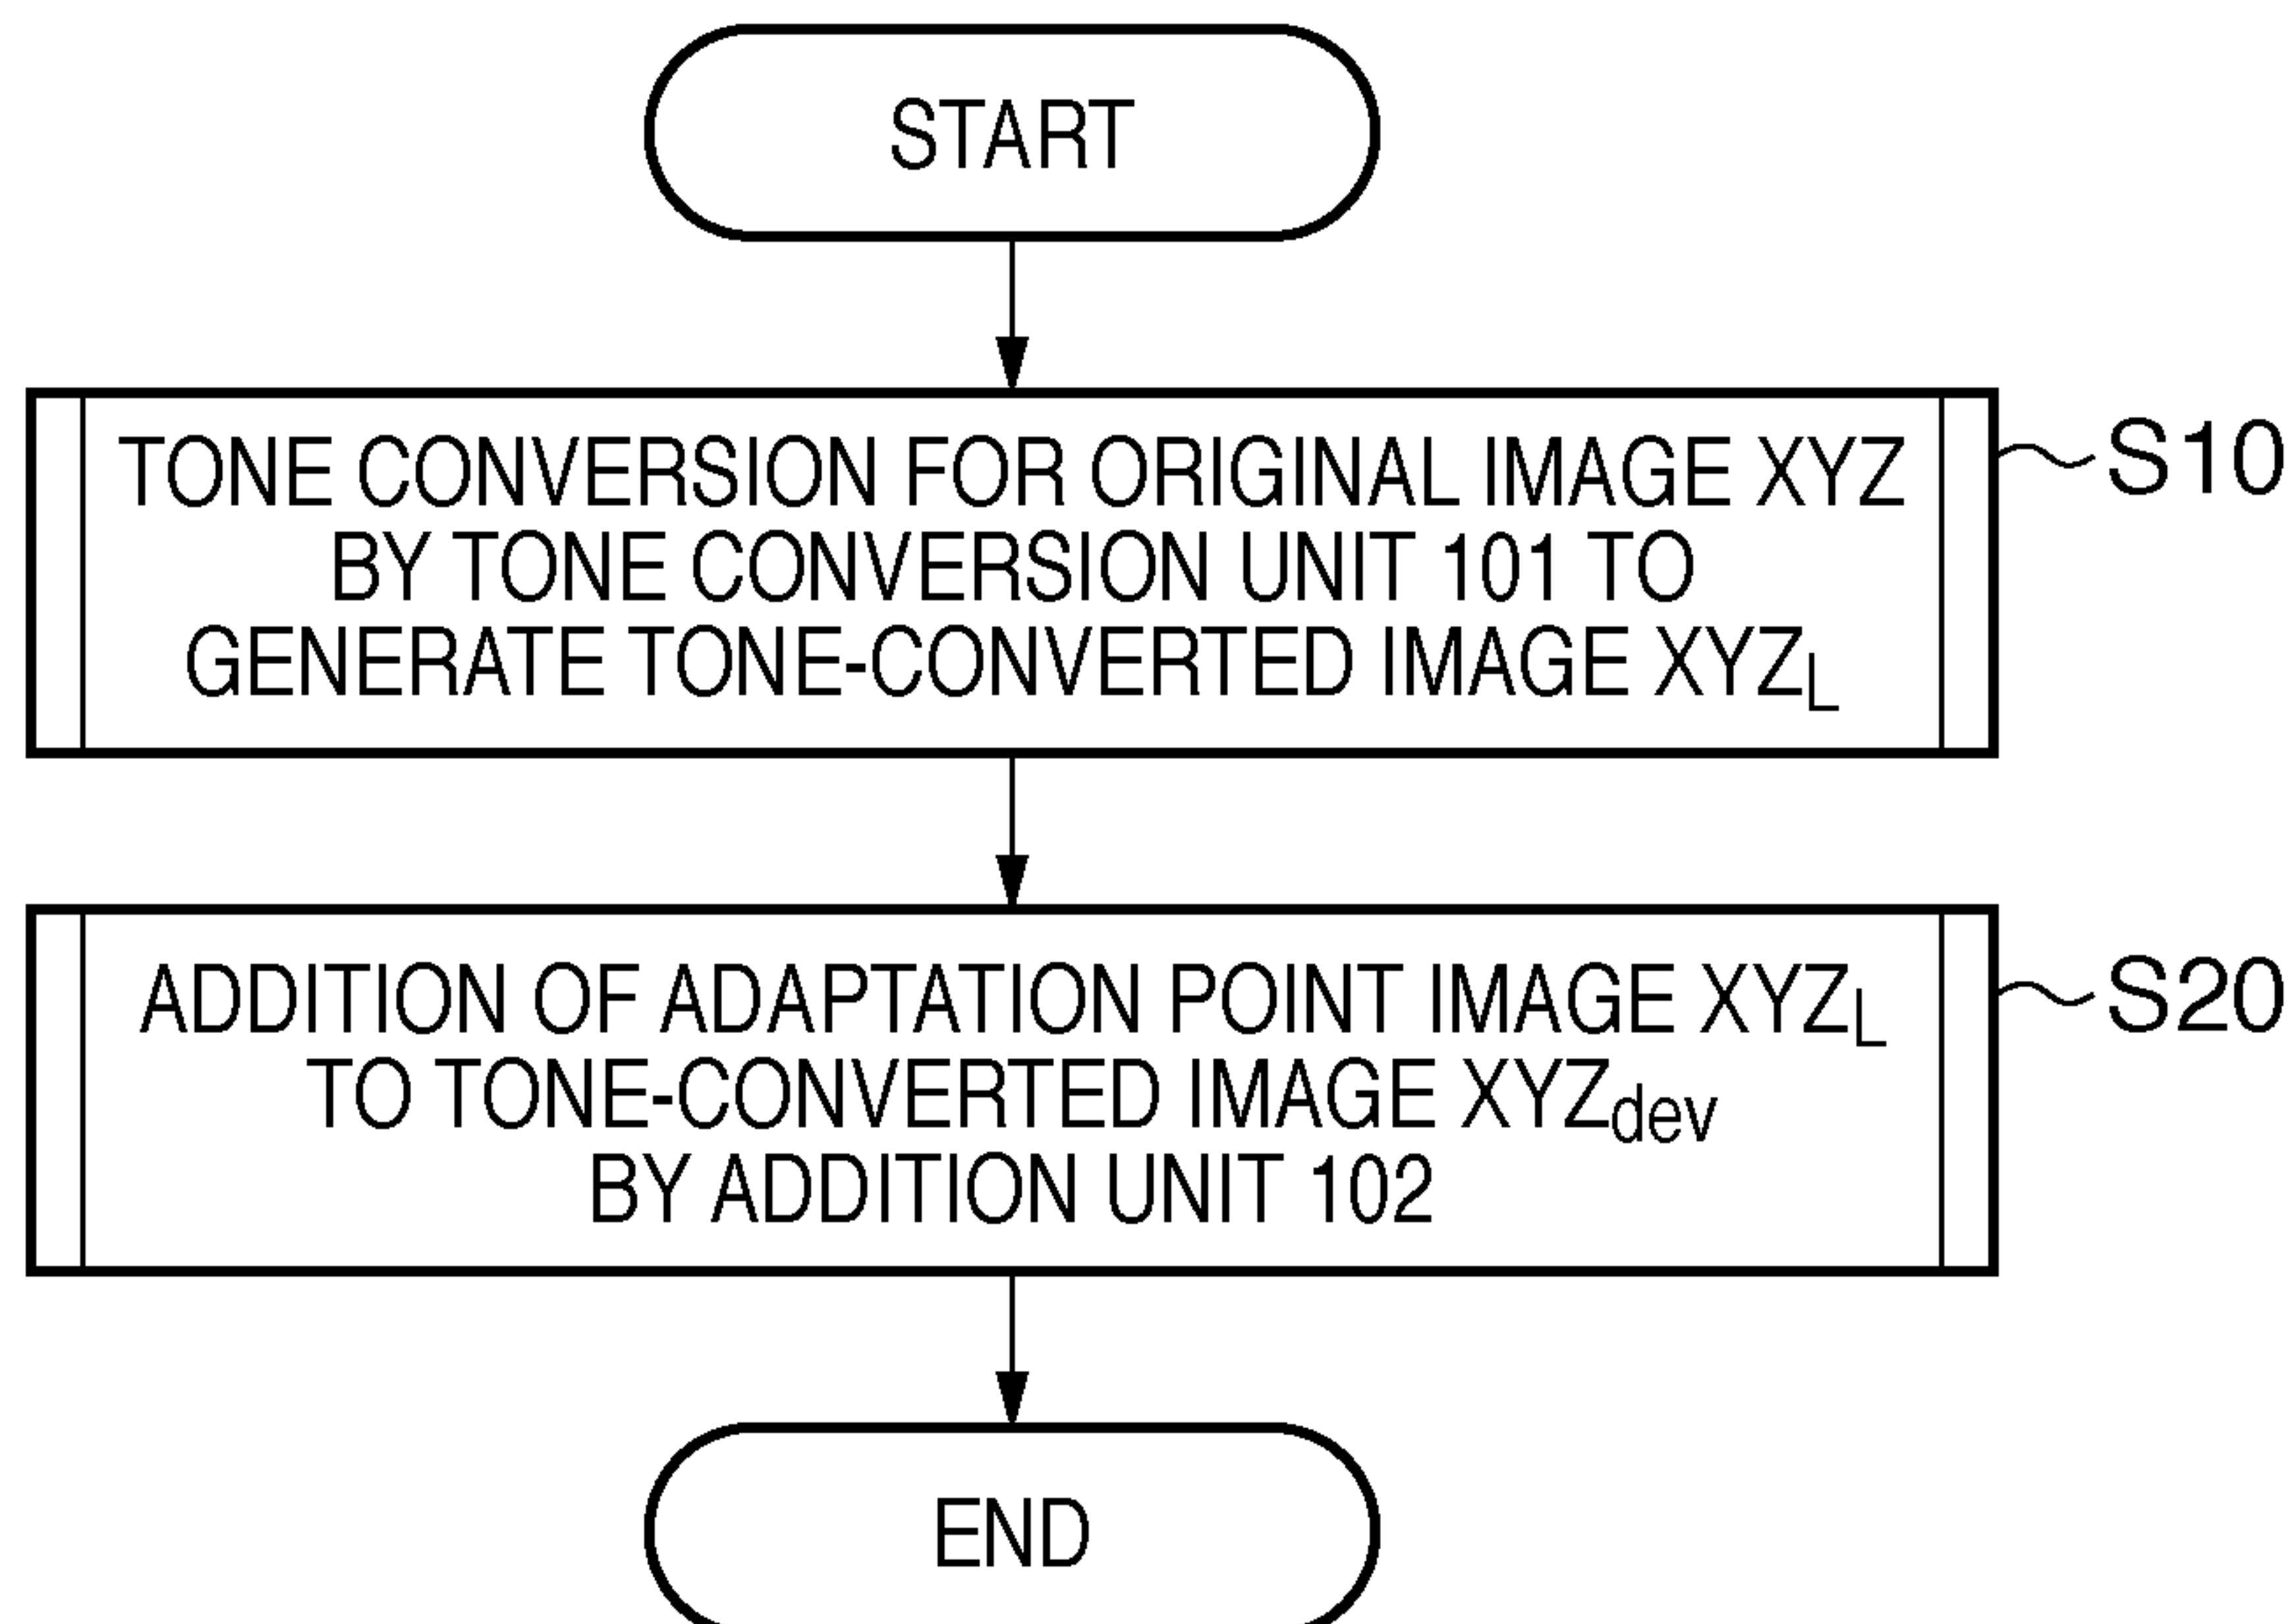 START
TONE CONVERSION FOR ORIGINAL IMAGE XYZ
BY TONE CONVERSION UNIT 101 TO
GENERATE TONE-CONVERTED IMAGE XYZL
S10
ADDITION OF ADAPTATION POINT IMAGE XYZL
TO TONE-CONVERTED IMAGE XYZdev
BY ADDITION UNIT 102
S20
END